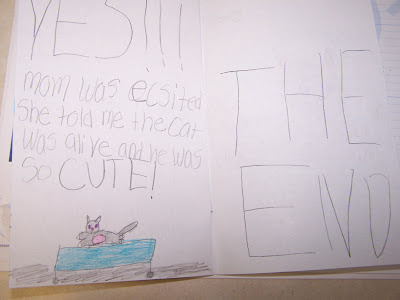 YES!!!
mom was ecsited
she told me the cat
was alive and he was
so CUTE!
THE
END